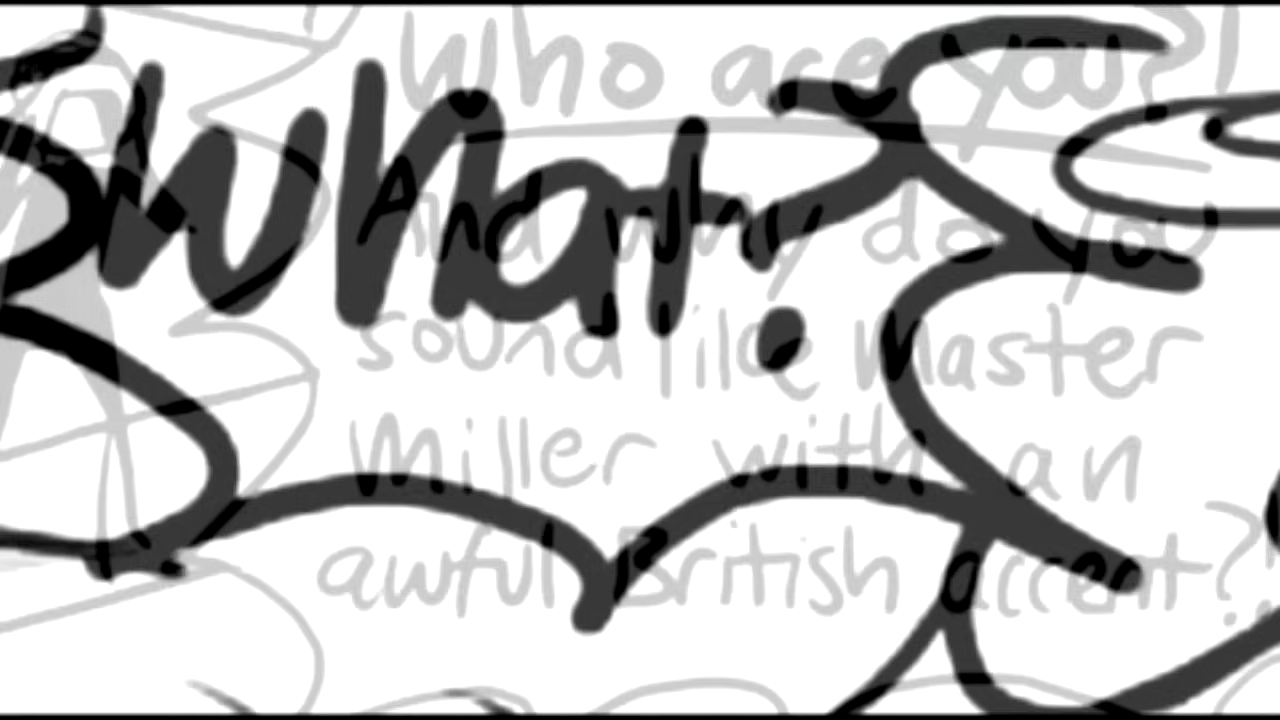 Who are you?!
What?
And why do you
sound like Master
Miller with an
awful British accent?!